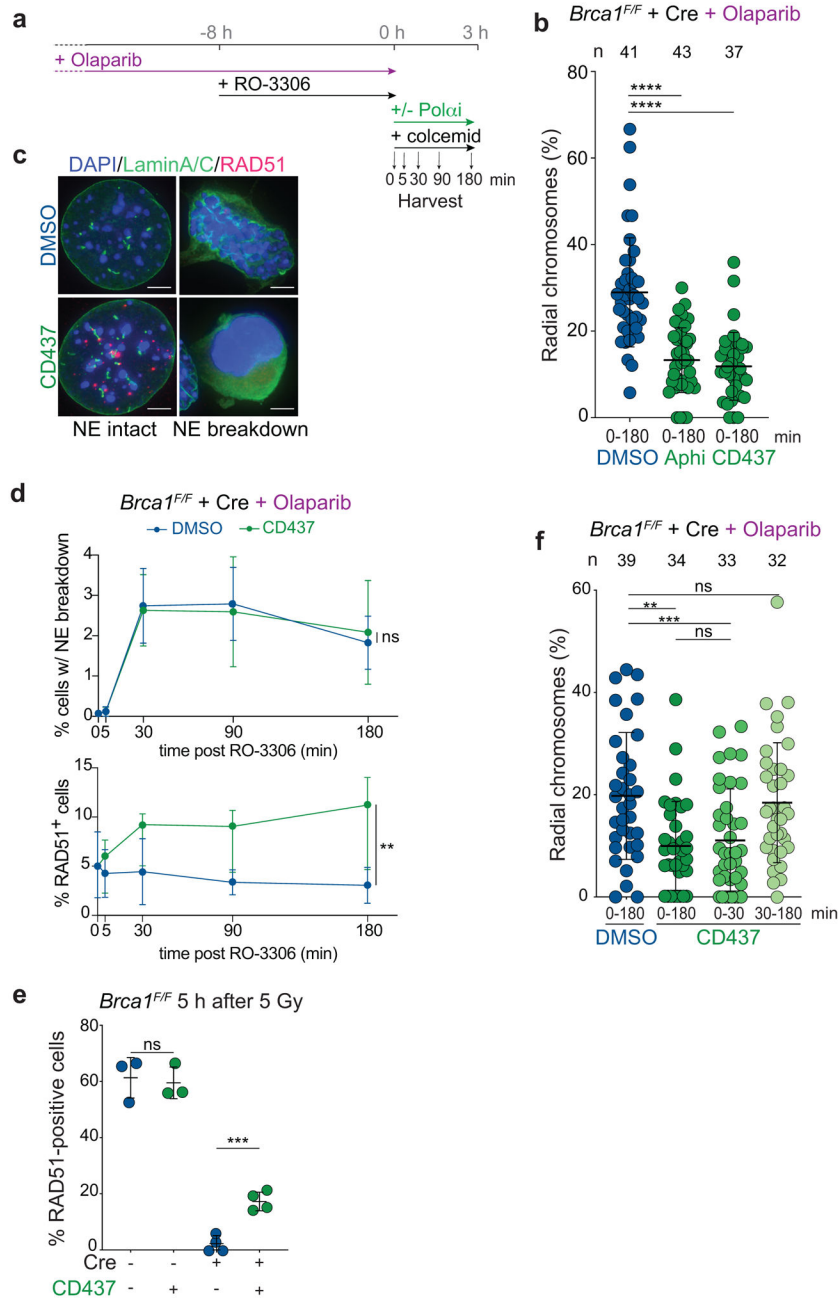 a
-8 h
0 h
3 h
+ Olaparib
+ RO-3306
+/- Polαi
+ colcemid
0 5 30 90 180 min
Harvest
b
Brca1F/F + Cre + Olaparib
n 41 43 37
****
****
80
60
40
20
0
Radial chromosomes (%)
0-180 0-180 0-180 min
DMSO Aphi CD437
c
DAPI/LaminA/C/RAD51
DMSO
CD437
NE intact NE breakdown
d
Brca1F/F + Cre + Olaparib
DMSO CD437
4
3
2
1
0
% cells w/ NE breakdown
ns
0 5 30 90 180
time post RO-3306 (min)
15
10
5
0
% RAD51+ cells
**
0 5 30 90 180
time post RO-3306 (min)
e
Brca1F/F 5 h after 5 Gy
80
60
40
20
0
% RAD51-positive cells
ns
***
Cre - - + +
CD437 - + - +
f
Brca1F/F + Cre + Olaparib
n 39 34 33 32
ns
**
***
ns
60
40
20
0
Radial chromosomes (%)
0-180 0-180 0-30 30-180 min
DMSO CD437